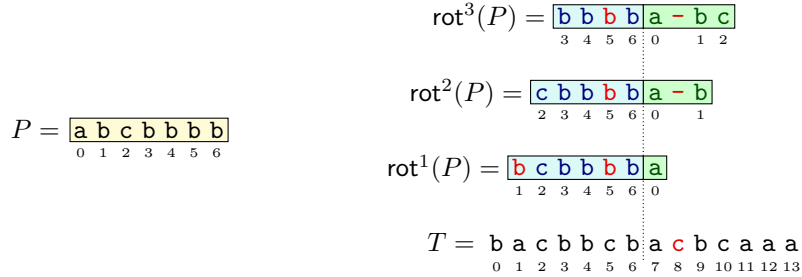 rot³(P) = b b b b a - b c
3 4 5 6 0 1 2
rot²(P) = c b b b b a - b
2 3 4 5 6 0 1
P = a b c b b b b
0 1 2 3 4 5 6
rot¹(P) = b c b b b b a
1 2 3 4 5 6 0
T = b a c b b c b a c b c a a a
0 1 2 3 4 5 6 7 8 9 10 11 12 13